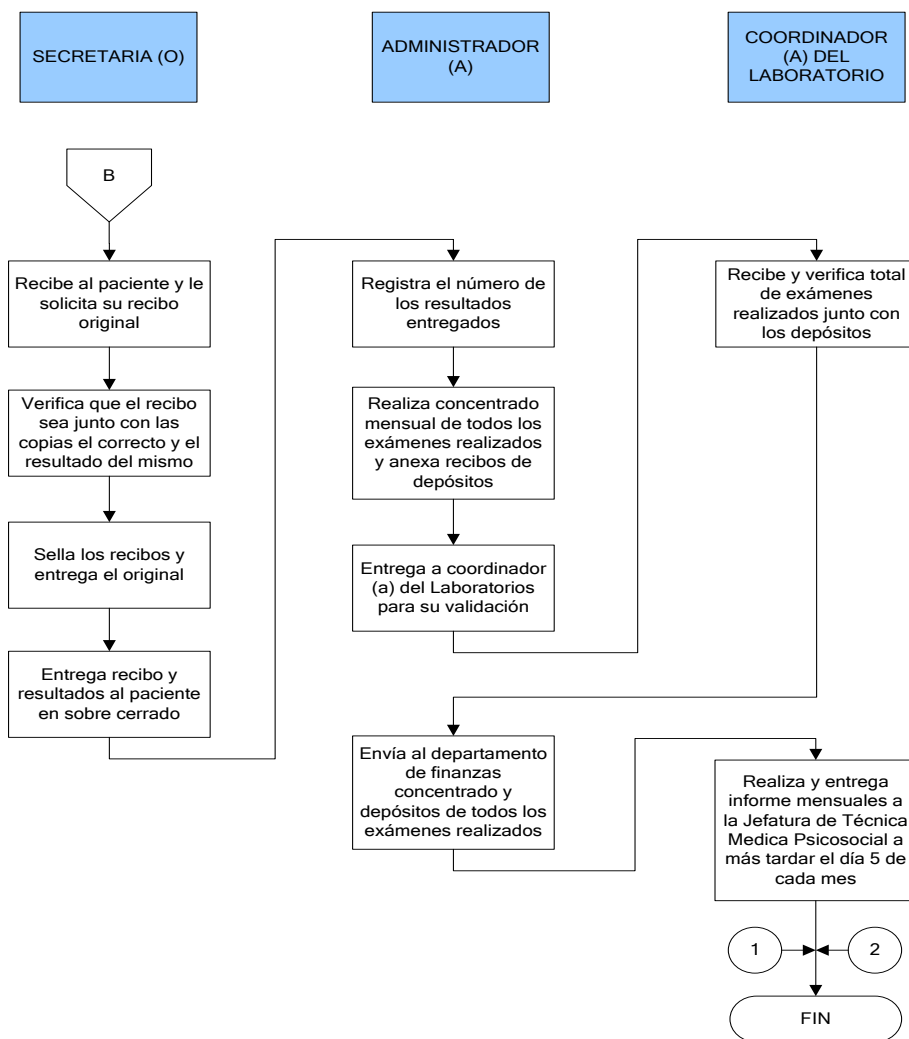 SECRETARIA (O)
ADMINISTRADOR
(A)
COORDINADOR
(A) DEL
LABORATORIO
B
Recibe al paciente y le
solicita su recibo
original
Verifica que el recibo
sea junto con las
copias el correcto y el
resultado del mismo
Sella los recibos y
entrega el original
Entrega recibo y
resultados al paciente
en sobre cerrado
Registra el número de
los resultados
entregados
Realiza concentrado
mensual de todos los
exámenes realizados
y anexa recibos de
depósitos
Entrega a coordinador
(a) del Laboratorios
para su validación
Recibe y verifica total
de exámenes
realizados junto con
los depósitos
Envía al departamento
de finanzas
concentrado y
depósitos de todos los
exámenes realizados
Realiza y entrega
informe mensuales a
la Jefatura de Técnica
Medica Psicosocial a
más tardar el día 5 de
cada mes
1
2
FIN